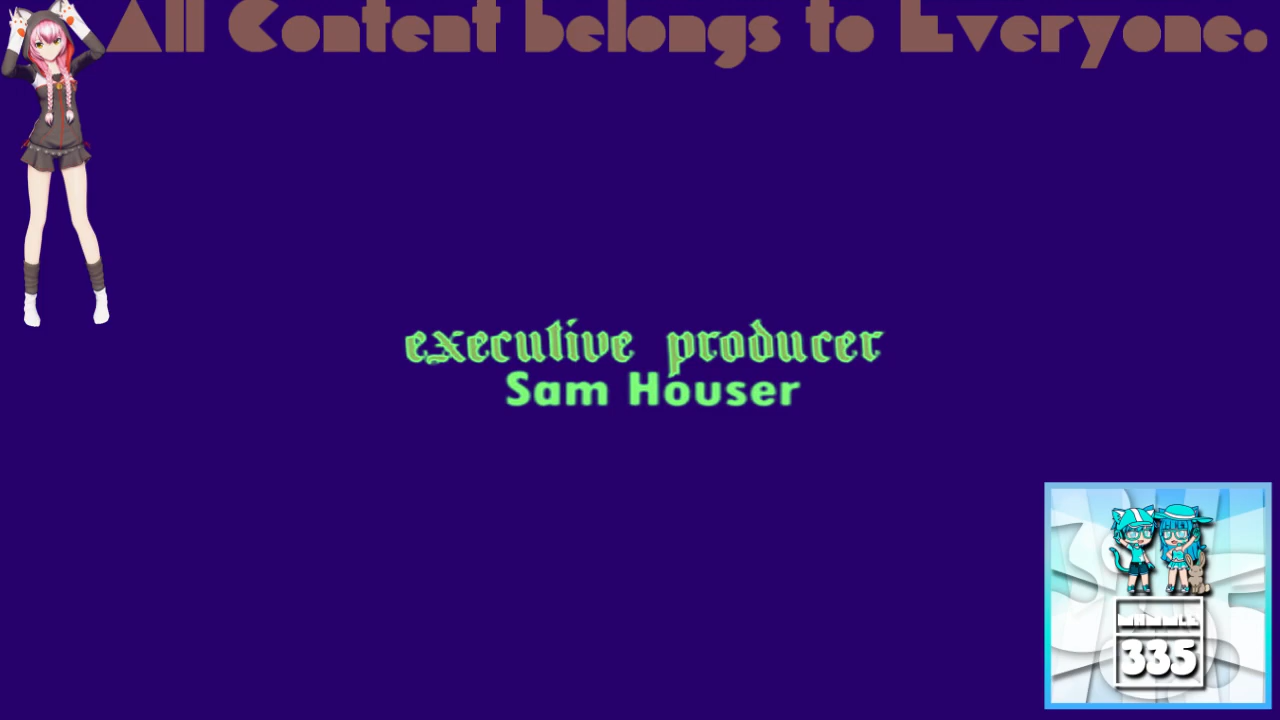 All Content belongs to Everyone.
executive producer
Sam Houser
335